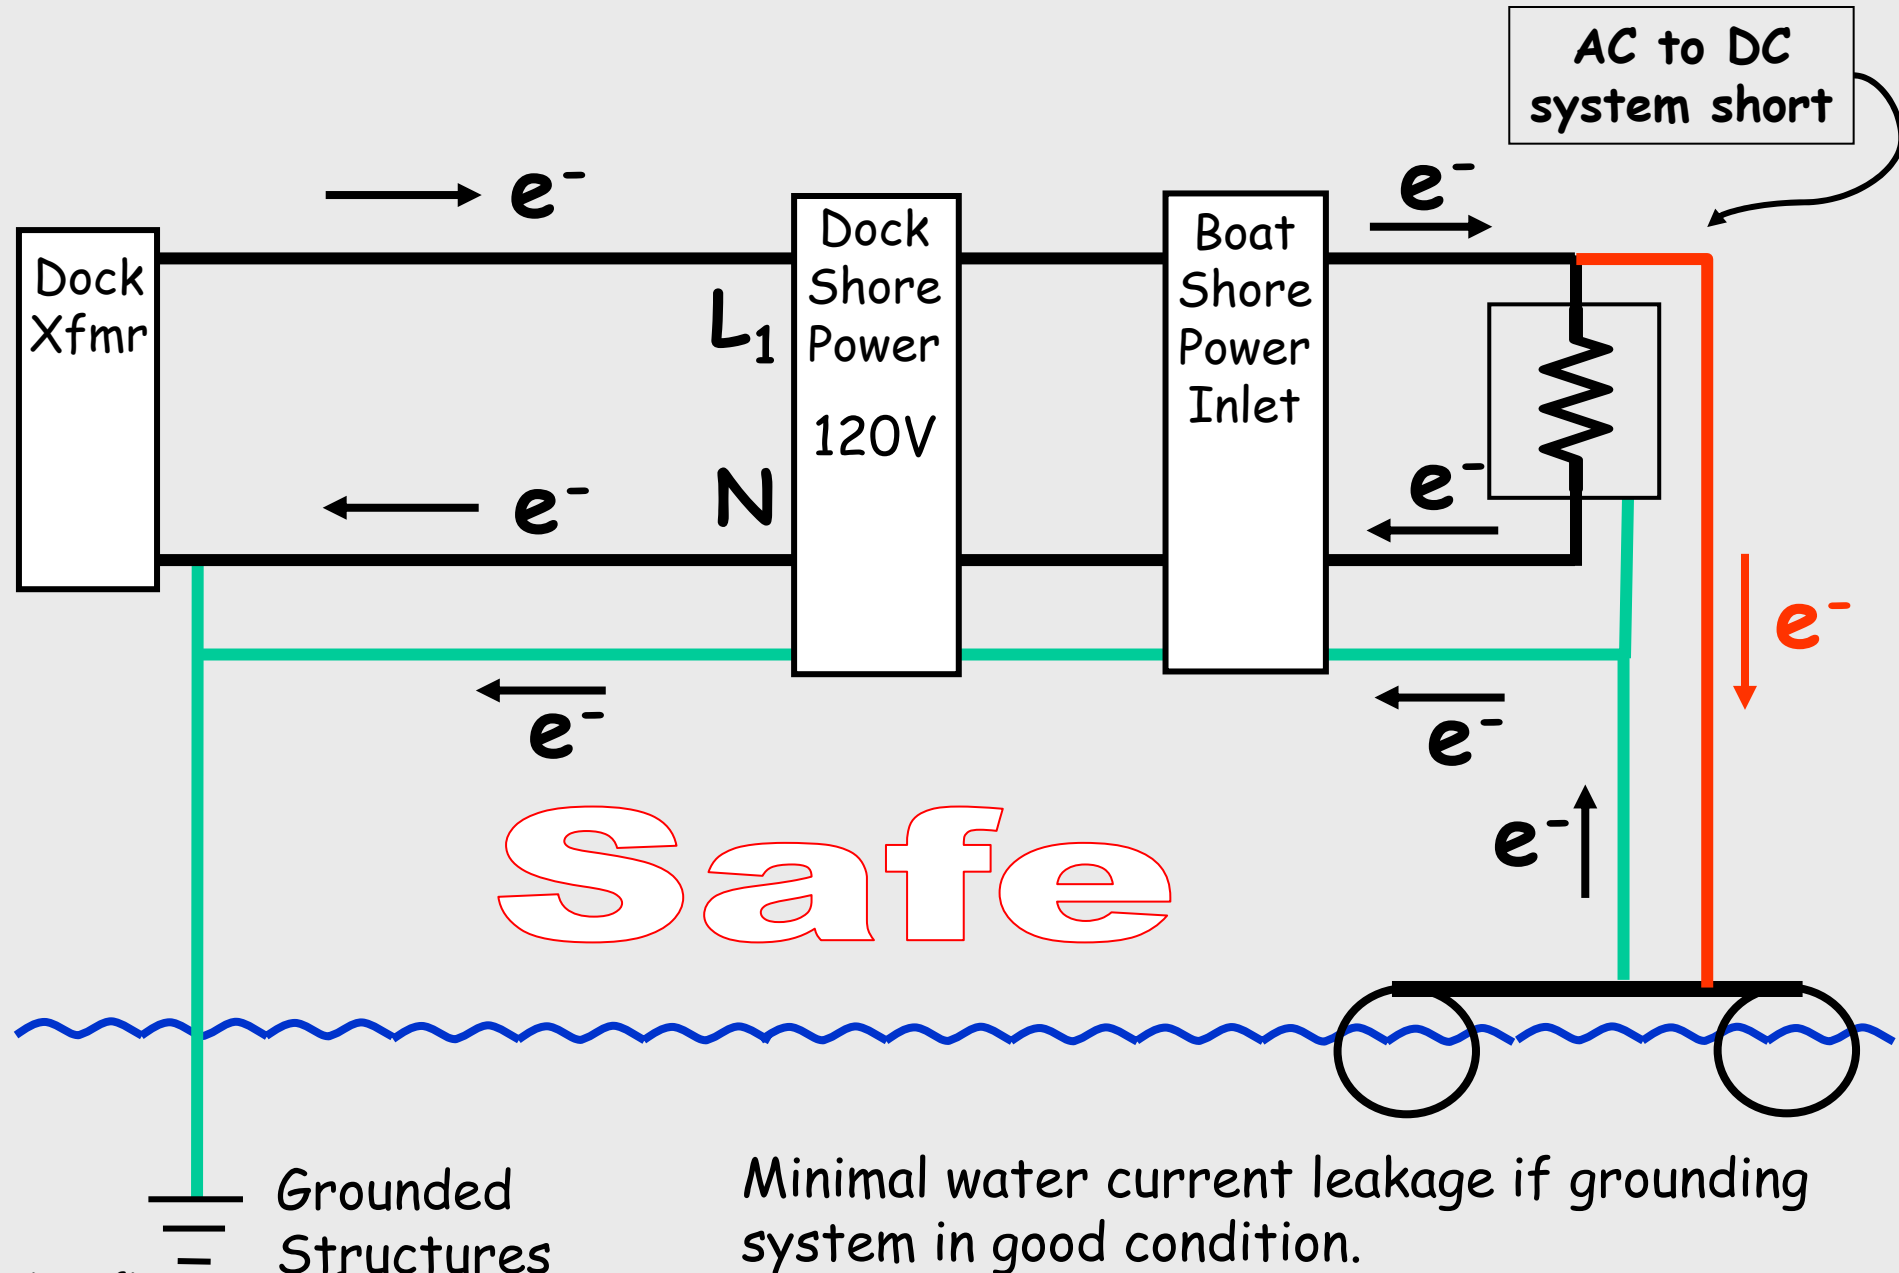 AC to DC
system short
e-
e-
Dock
Xfmr
Dock
Shore
Power
120V
Boat
Shore
Power
Inlet
L1
N
e-
e-
e-
e-
e-
e-
Safe
Grounded
Structures
Minimal water current leakage if grounding
system in good condition.